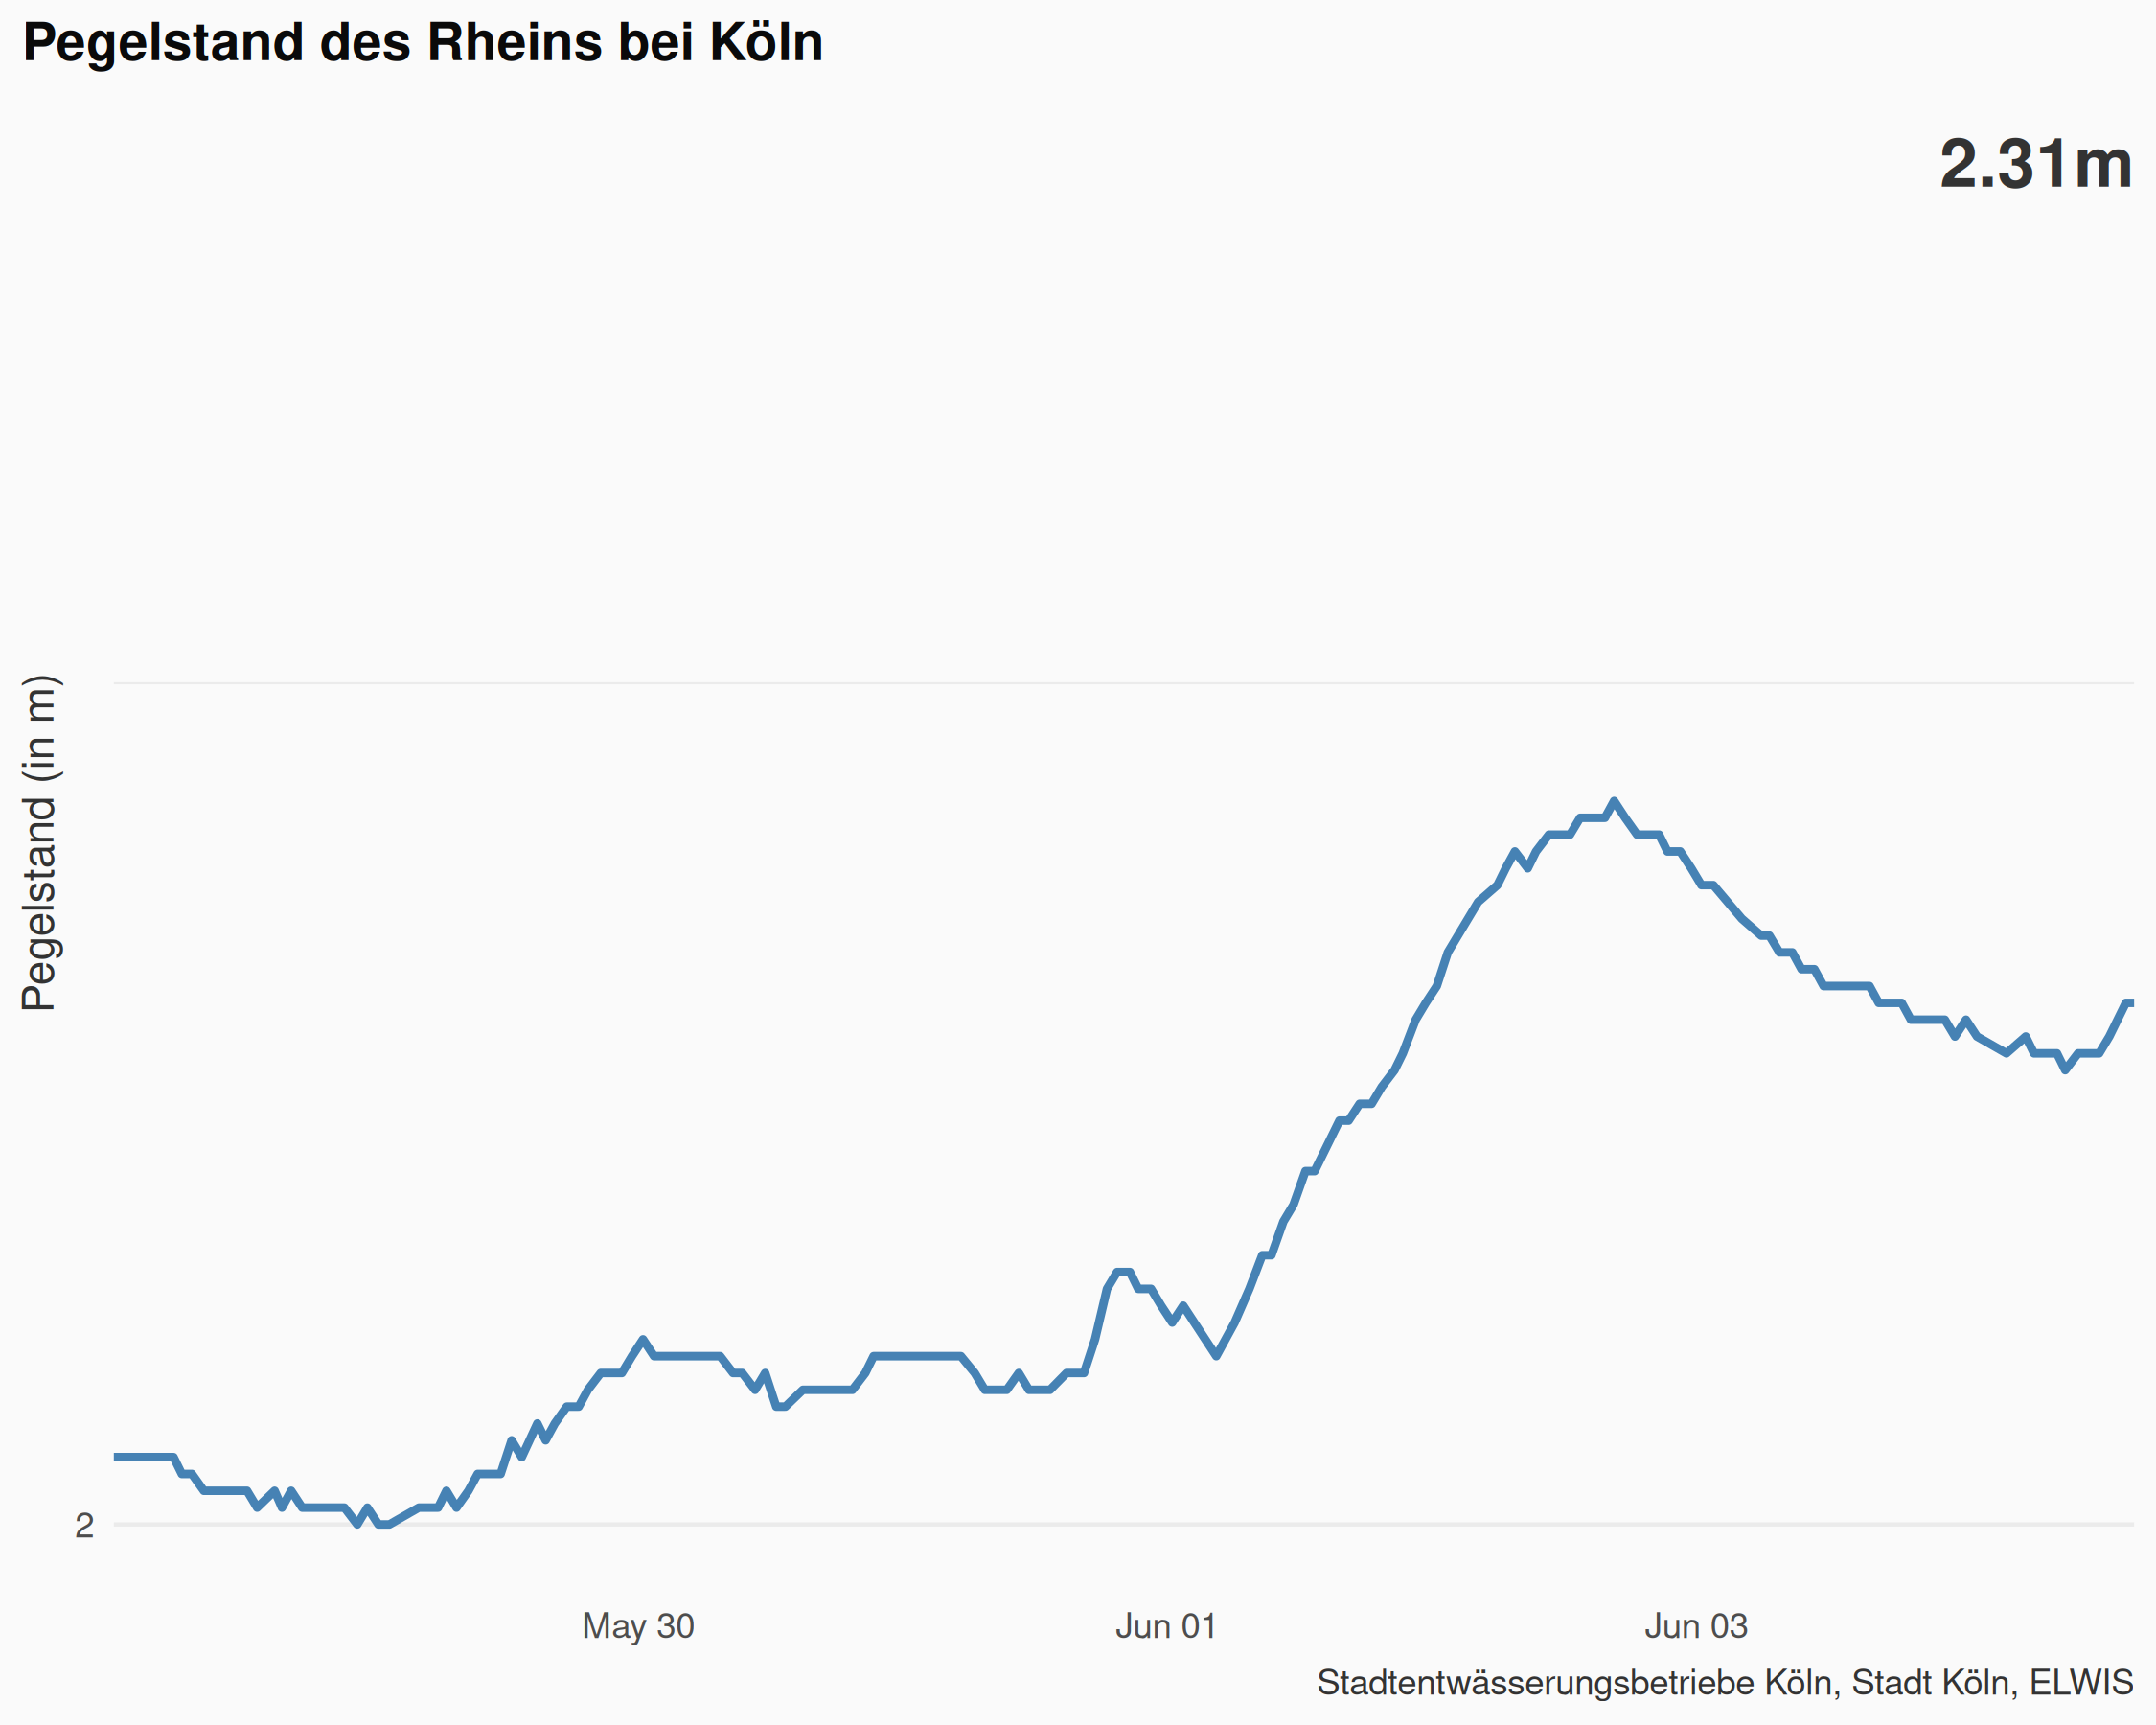 Pegelstand des Rheins bei Köln
2.31m
Pegelstand (in m)
2
May 30
Jun 01
Jun 03
Stadtentwässerungsbetriebe Köln, Stadt Köln, ELWIS